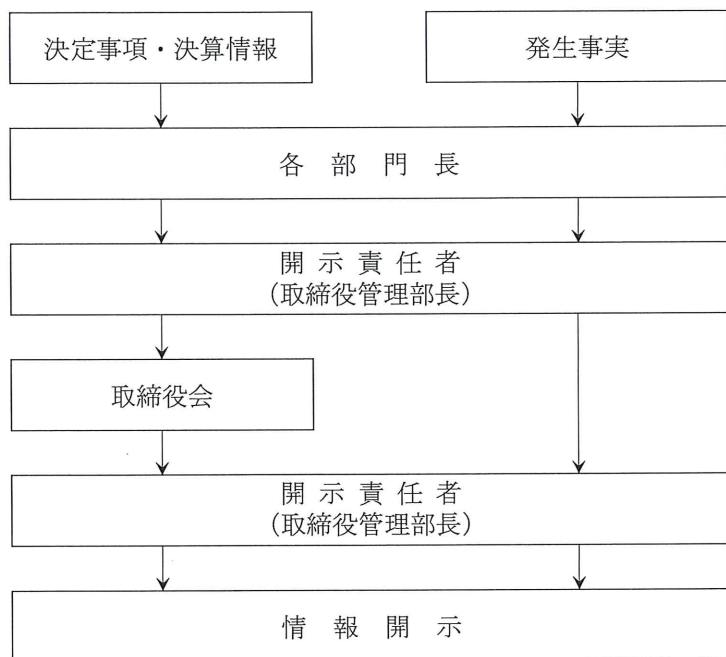 決定事項・決算情報
発生事実
各部門長
開示責任者
(取締役管理部長)
取締役会
開示責任者
(取締役管理部長)
情報開示